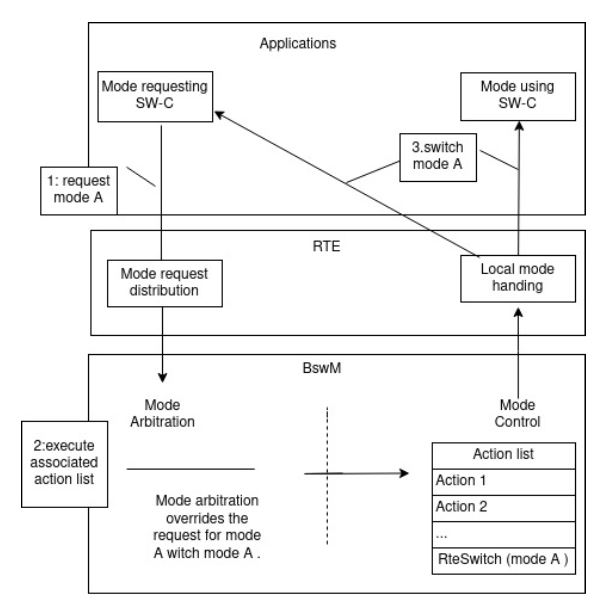 Applications
Mode requesting
SW-C
Mode using
SW-C
3.switch
mode A
1: request
mode A
RTE
Mode request
distribution
Local mode
handing
BswM
Mode
Arbitration
Mode
Control
2:execute
associated
action list
Action list
Action 1
Action 2
...
RteSwitch (mode A )
Mode arbitration
overrides the
request for mode
A witch mode A .